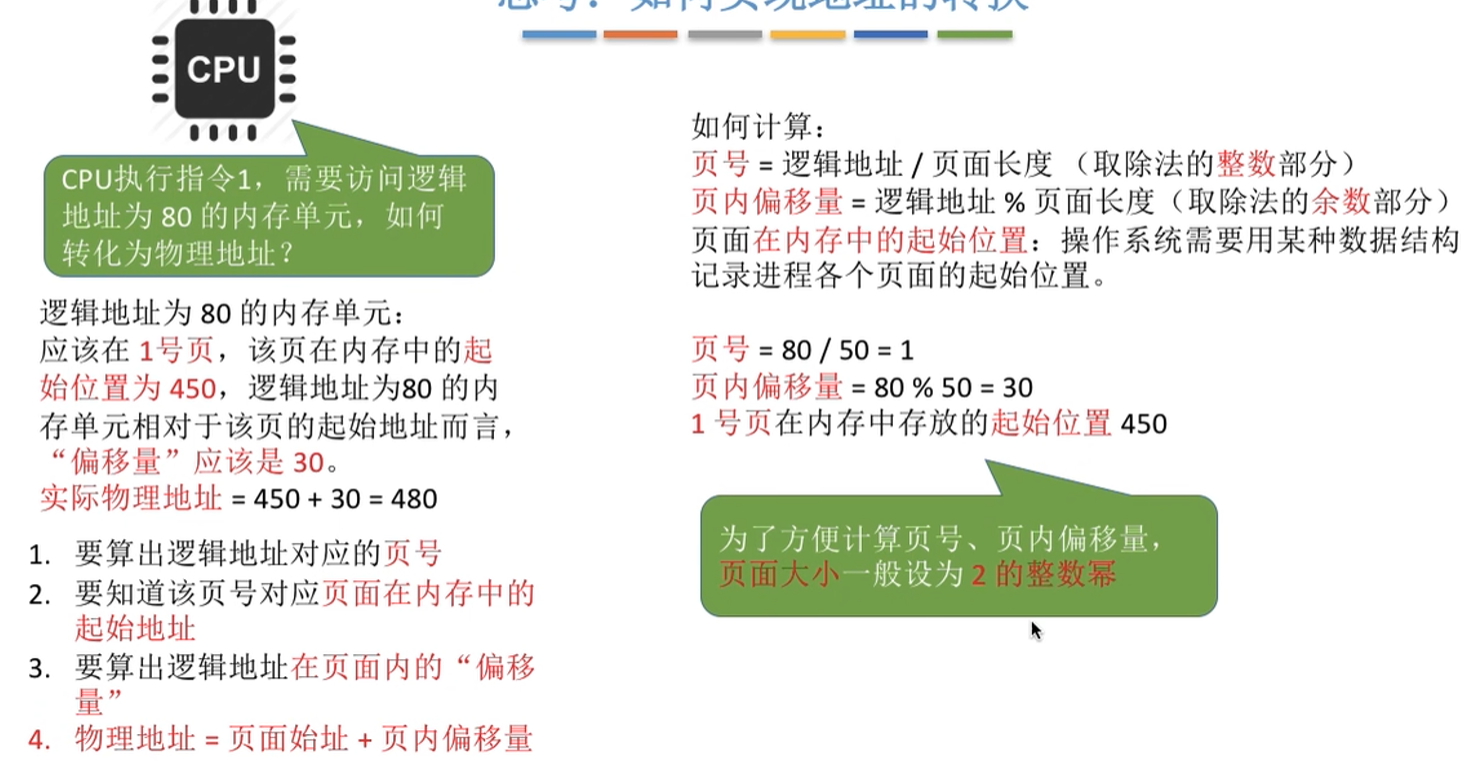 思考：如何实现地址的转换
CPU
CPU执行指令1，需要访问逻辑
地址为 80 的内存单元，如何
转化为物理地址？
逻辑地址为 80 的内存单元：
应该在 1号页，该页在内存中的起
始位置为 450，逻辑地址为80 的内
存单元相对于该页的起始地址而言，
“偏移量”应该是 30。
实际物理地址 = 450 + 30 = 480
1. 要算出逻辑地址对应的页号
2. 要知道该页号对应页面在内存中的
起始地址
3. 要算出逻辑地址在页面内的“偏移
量”
4. 物理地址 = 页面始址 + 页内偏移量
如何计算：
页号 = 逻辑地址 / 页面长度 （取除法的整数部分）
页内偏移量 = 逻辑地址 % 页面长度（取除法的余数部分）
页面在内存中的起始位置：操作系统需要用某种数据结构
记录进程各个页面的起始位置。
页号 = 80 / 50 = 1
页内偏移量 = 80 % 50 = 30
1 号页在内存中存放的起始位置 450
为了方便计算页号、页内偏移量，
页面大小一般设为 2 的整数幂